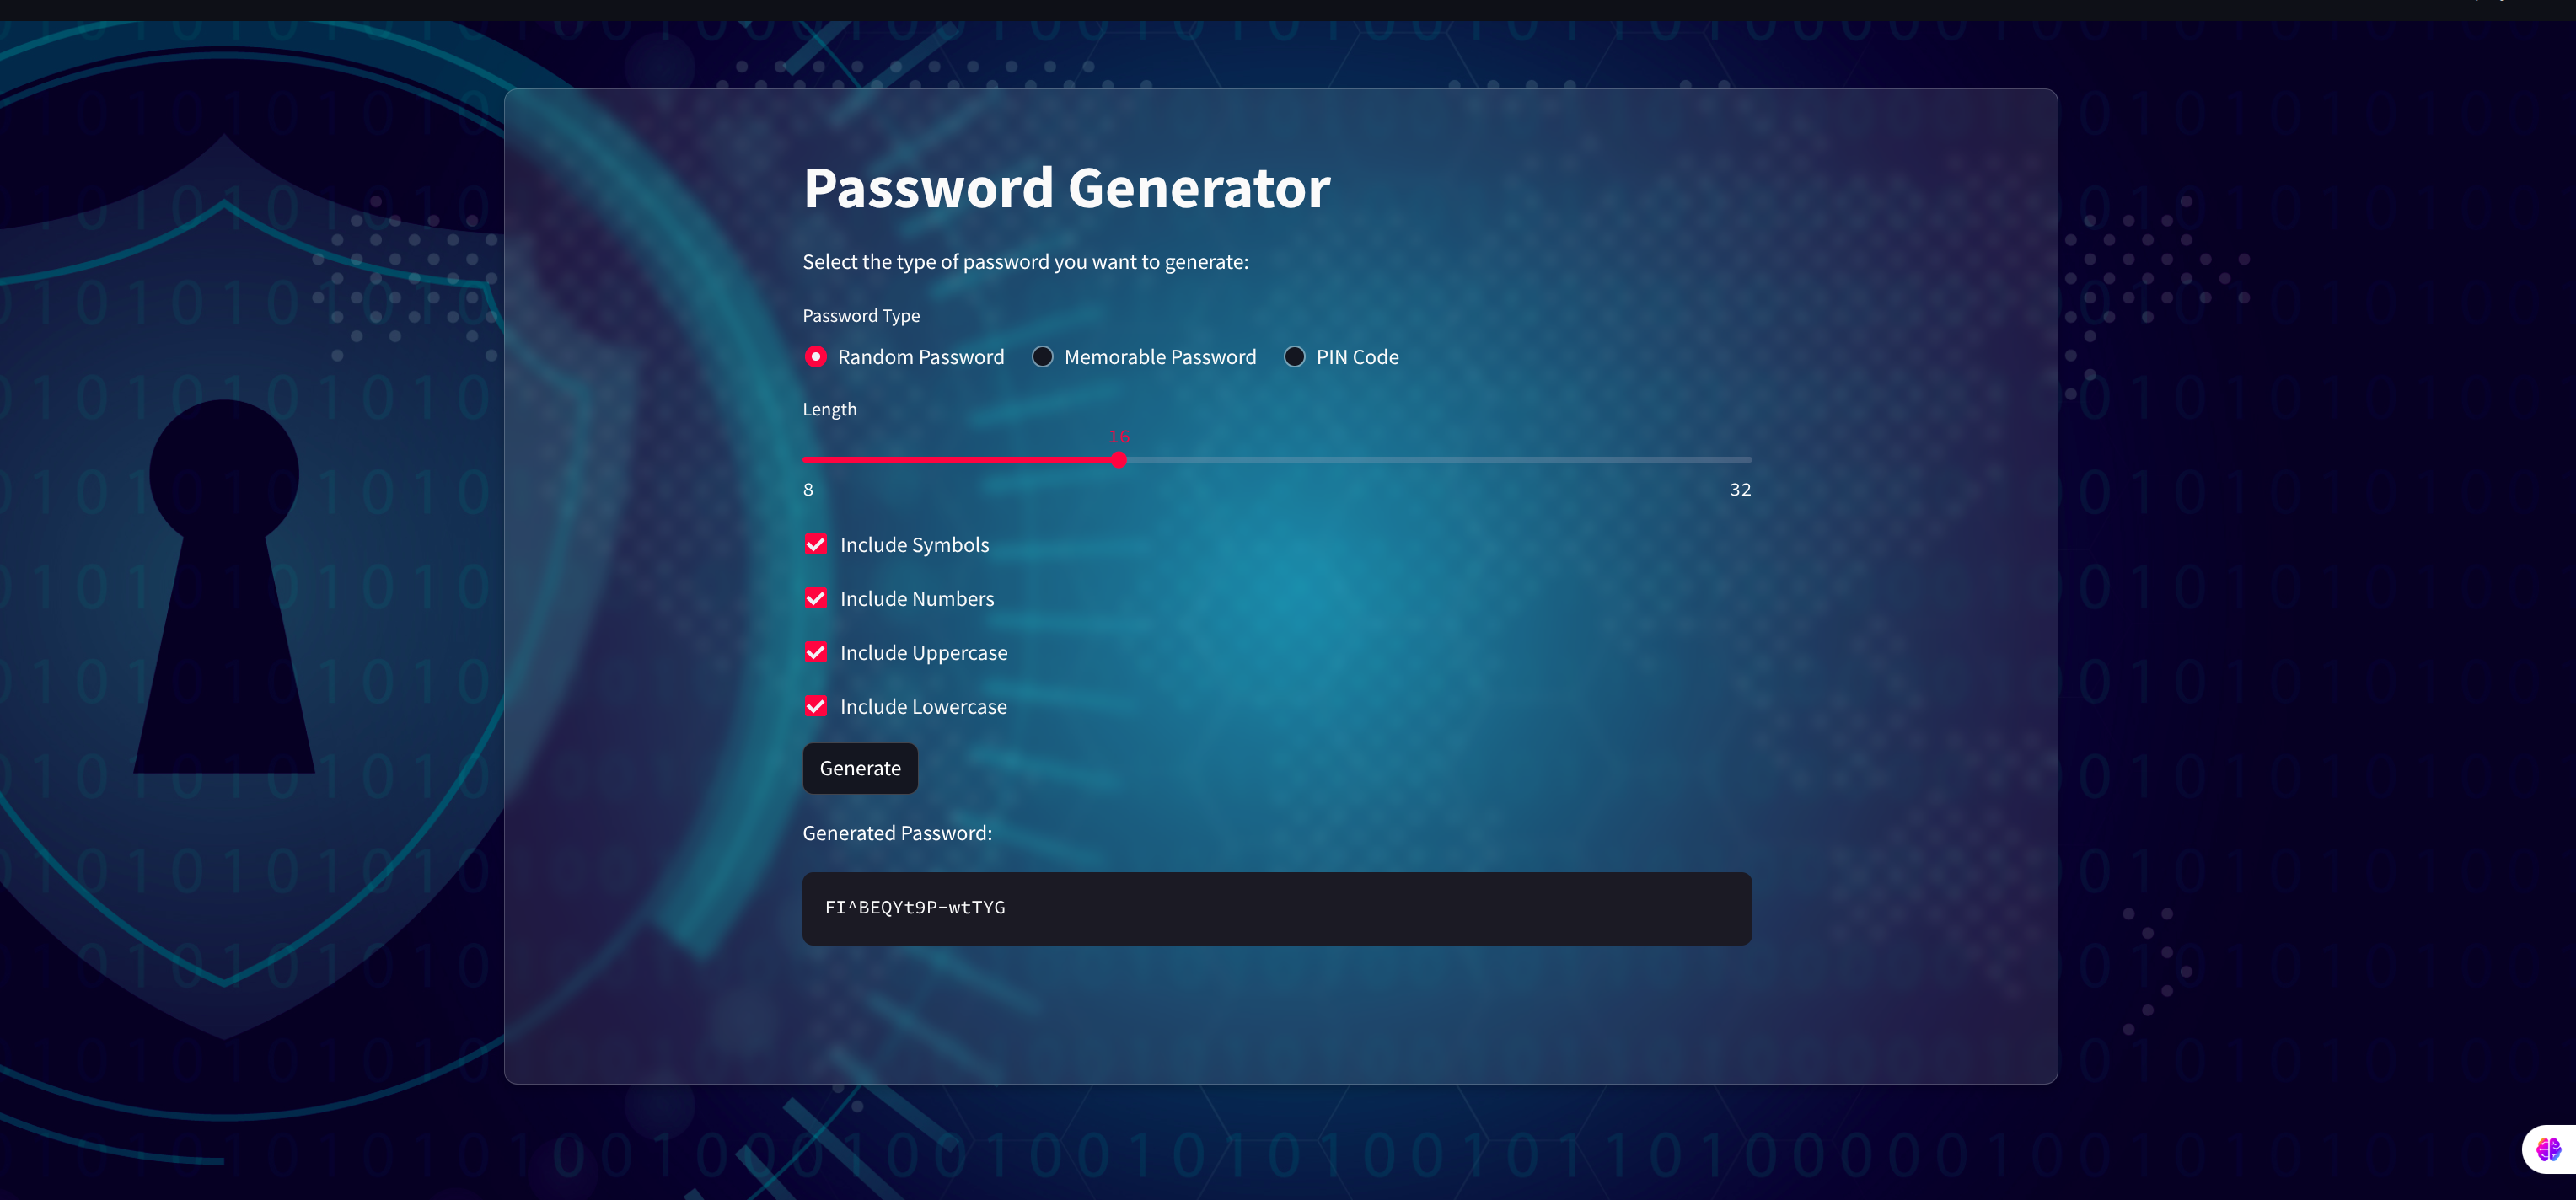 Password Generator
Select the type of password you want to generate:
Password Type
Random Password Memorable Password PIN Code
Length
16
8 32
Include Symbols
Include Numbers
Include Uppercase
Include Lowercase
Generate
Generated Password:
FI^BEQYt9P-wtTYG